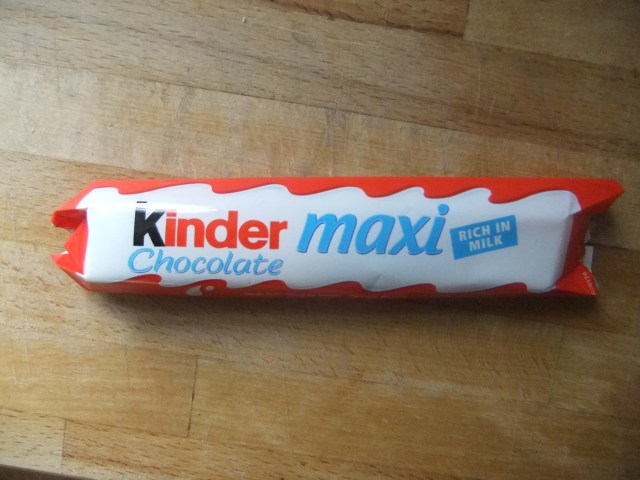 Kinder maxi
Chocolate
RICH IN
MILK